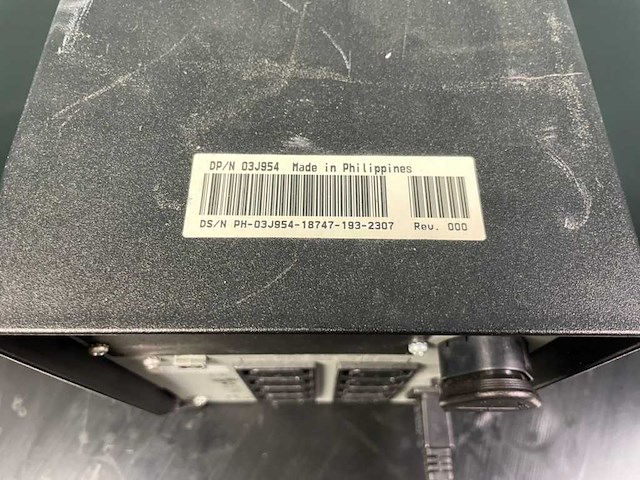 DP/N 03J954 Made in Philippines
DS/N PH-03J954-18747-193-2307 Rev. 000